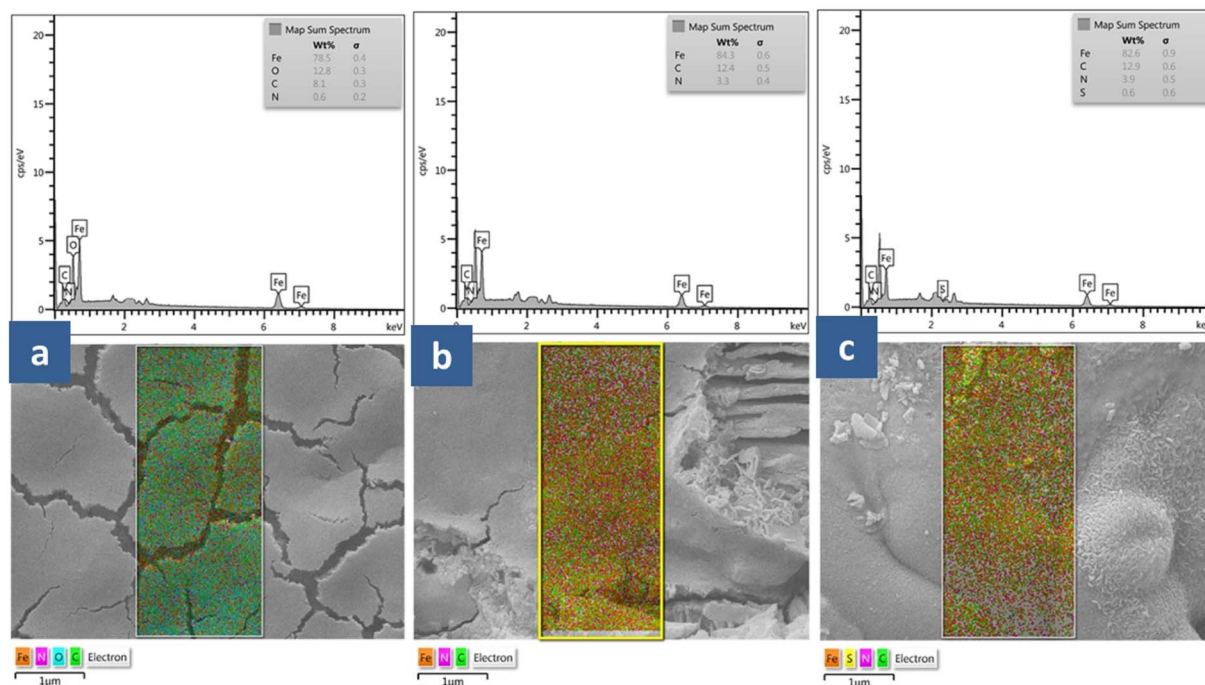 Map Sum Spectrum
Wt% σ
Fe 78.5 0.4
O 12.8 0.3
C 8.1 0.3
N 0.6 0.2
20
15
10
5
0
cps/eV
Fe
O
C
N
Fe
Fe
2 4 6 8 keV
a
Fe N O C Electron
1µm
Map Sum Spectrum
Wt% σ
Fe 84.3 0.6
C 12.4 0.5
N 3.3 0.4
20
15
10
5
0
cps/eV
Fe
C
N
Fe
Fe
0 2 4 6 8 keV
b
Fe N C Electron
1µm
Map Sum Spectrum
Wt% σ
Fe 82.6 0.9
C 12.9 0.6
N 3.9 0.5
S 0.6 0.6
20
15
10
5
0
cps/eV
Fe
C
N
S
Fe
Fe
0 2 4 6 8 ke
c
Fe S N C Electron
1µm